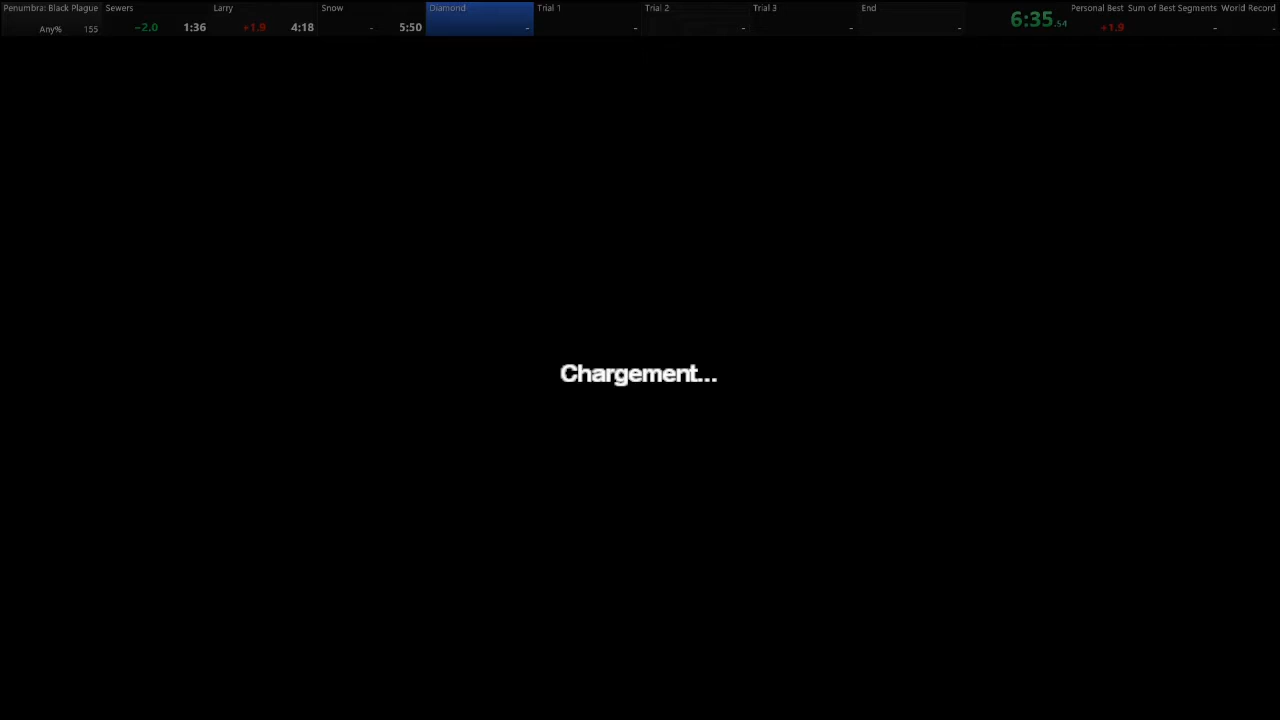 Penumbra: Black Plague Sewers Larry Snow Diamond Trial 1 Trial 2 Trial 3 End 6:35.54 Personal Best Sum of Best Segments World Record
Any% 155 -2.0 1:36 +1.9 4:18 - 5:50 - - - - - +1.9 - -
Chargement...